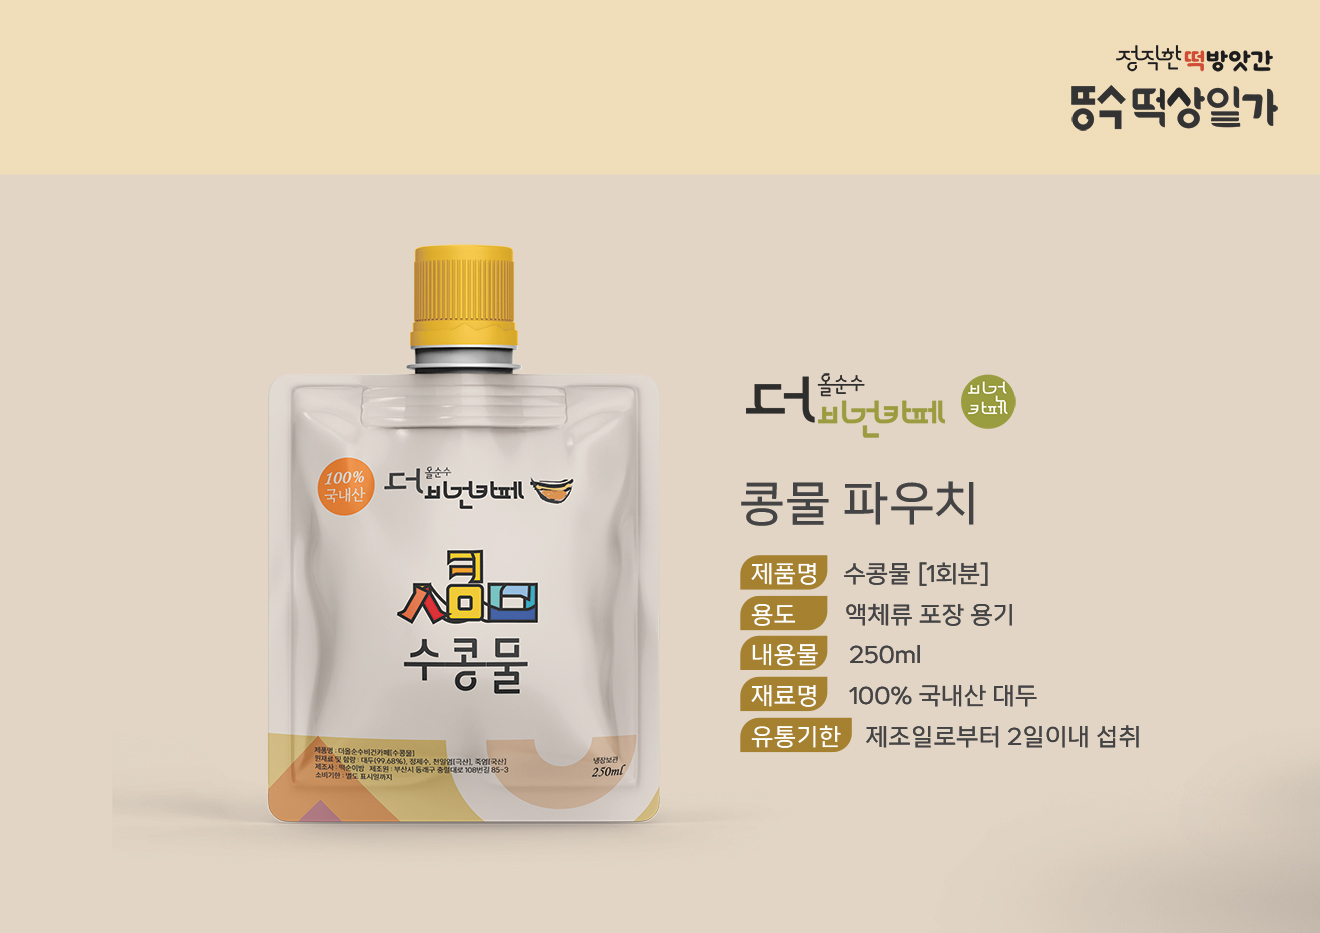 정직한떡방앗간
뚱수떡상일가
더올순수
비건카페
비건
카페
콩물 파우치
제품명 수콩물 [1회분]
용도 액체류 포장 용기
내용물 250ml
재료명 100% 국내산 대두
유통기한 제조일로부터 2일이내 섭취
100%
국내산
더올순수
비건카페
수콩물
제품명 : 더올순수비건카페[수콩물]
원재료 및 함량 : 대두(99.68%), 정제수, 천일염[국산], 죽염[국산]
제조사 : 떡순이방 제조원 : 부산시 동래구 충렬대로 108번길 85-3
소비기한 : 별도 표시일까지
냉장보관
250ml